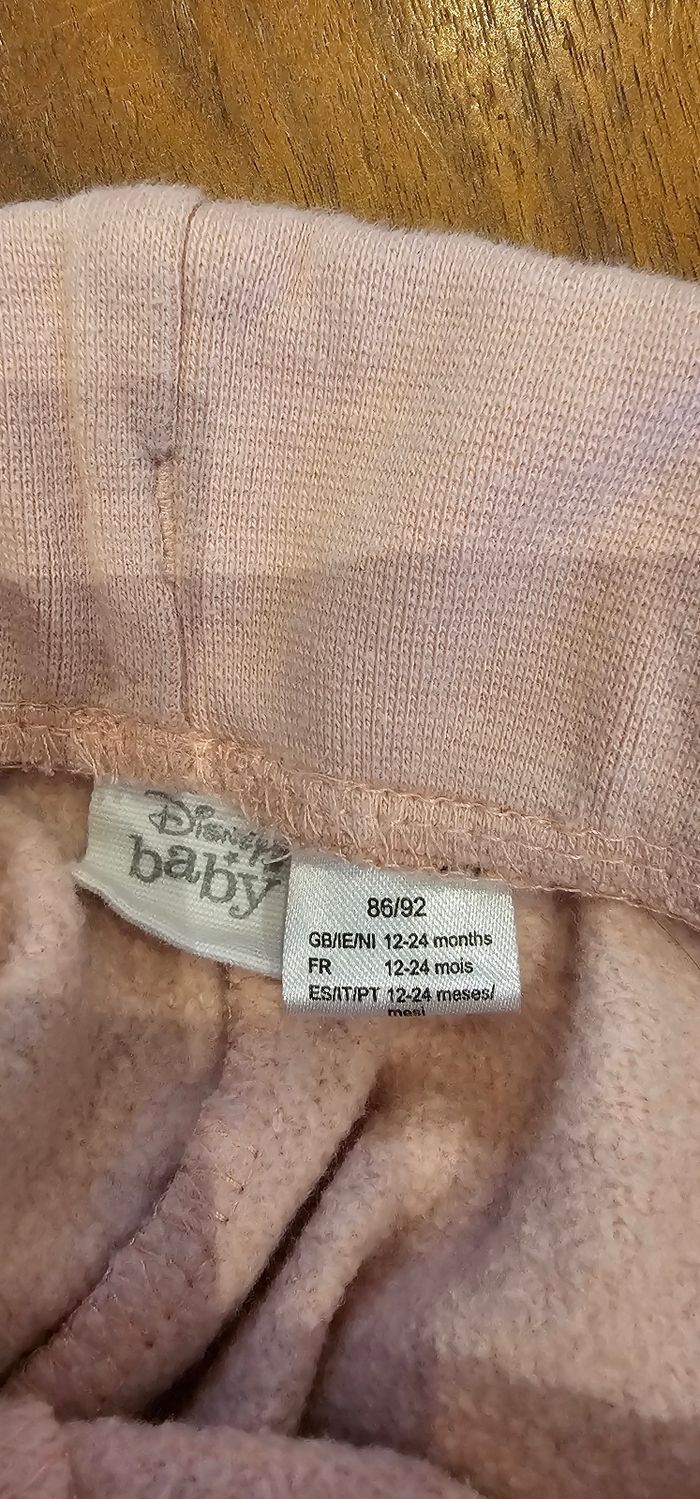 Disney
baby
86/92
GB/IE/NI 12-24 months
FR 12-24 mois
ES/IT/PT 12-24 meses/
mesi